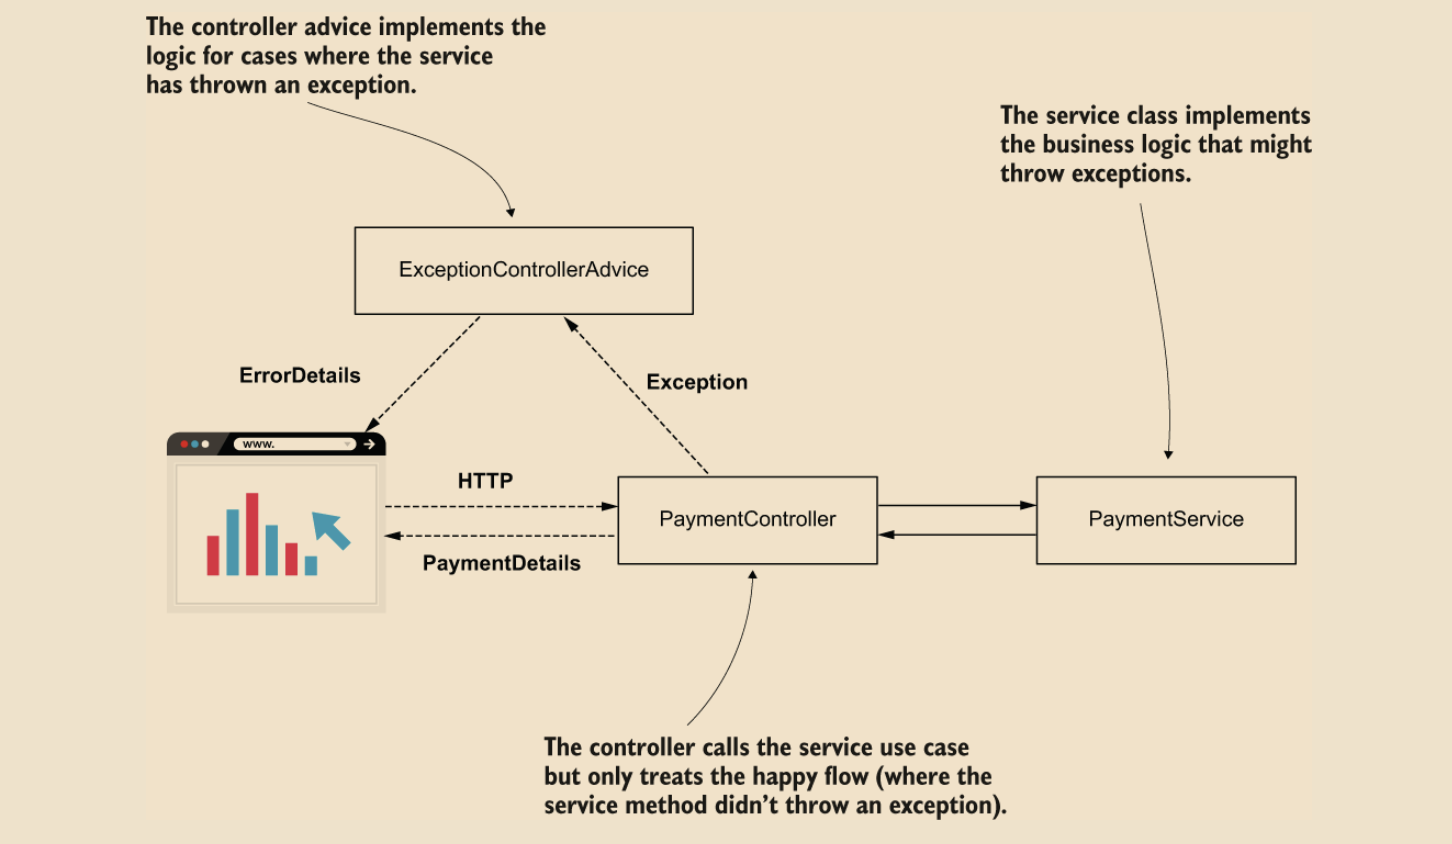 The controller advice implements the
logic for cases where the service
has thrown an exception.
The service class implements
the business logic that might
throw exceptions.
ExceptionControllerAdvice
ErrorDetails
Exception
www.
HTTP
PaymentController
PaymentService
PaymentDetails
The controller calls the service use case
but only treats the happy flow (where the
service method didn’t throw an exception).